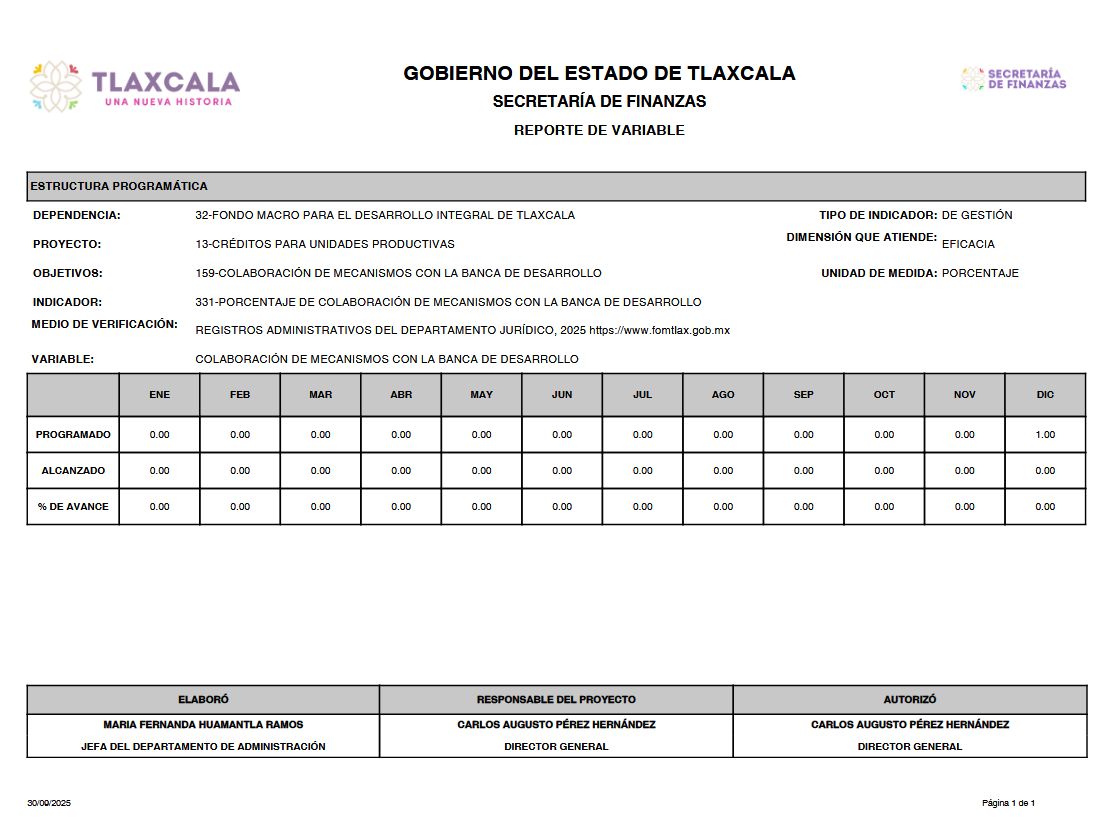 TLAXCALA
UNA NUEVA HISTORIA
GOBIERNO DEL ESTADO DE TLAXCALA
SECRETARÍA DE FINANZAS
REPORTE DE VARIABLE
SECRETARÍA
DE FINANZAS
ESTRUCTURA PROGRAMÁTICA
DEPENDENCIA: 32-FONDO MACRO PARA EL DESARROLLO INTEGRAL DE TLAXCALA TIPO DE INDICADOR: DE GESTIÓN
PROYECTO: 13-CRÉDITOS PARA UNIDADES PRODUCTIVAS DIMENSIÓN QUE ATIENDE: EFICACIA
OBJETIVOS: 159-COLABORACIÓN DE MECANISMOS CON LA BANCA DE DESARROLLO UNIDAD DE MEDIDA: PORCENTAJE
INDICADOR: 331-PORCENTAJE DE COLABORACIÓN DE MECANISMOS CON LA BANCA DE DESARROLLO
MEDIO DE VERIFICACIÓN: REGISTROS ADMINISTRATIVOS DEL DEPARTAMENTO JURÍDICO, 2025 https://www.fomtlax.gob.mx
VARIABLE: COLABORACIÓN DE MECANISMOS CON LA BANCA DE DESARROLLO
ENE FEB MAR ABR MAY JUN JUL AGO SEP OCT NOV DIC
PROGRAMADO 0.00 0.00 0.00 0.00 0.00 0.00 0.00 0.00 0.00 0.00 0.00 1.00
ALCANZADO 0.00 0.00 0.00 0.00 0.00 0.00 0.00 0.00 0.00 0.00 0.00 0.00
% DE AVANCE 0.00 0.00 0.00 0.00 0.00 0.00 0.00 0.00 0.00 0.00 0.00 0.00
ELABORÓ RESPONSABLE DEL PROYECTO AUTORIZÓ
MARIA FERNANDA HUAMANTLA RAMOS CARLOS AUGUSTO PÉREZ HERNÁNDEZ CARLOS AUGUSTO PÉREZ HERNÁNDEZ
JEFA DEL DEPARTAMENTO DE ADMINISTRACIÓN DIRECTOR GENERAL DIRECTOR GENERAL
30/09/2025 Página 1 de 1